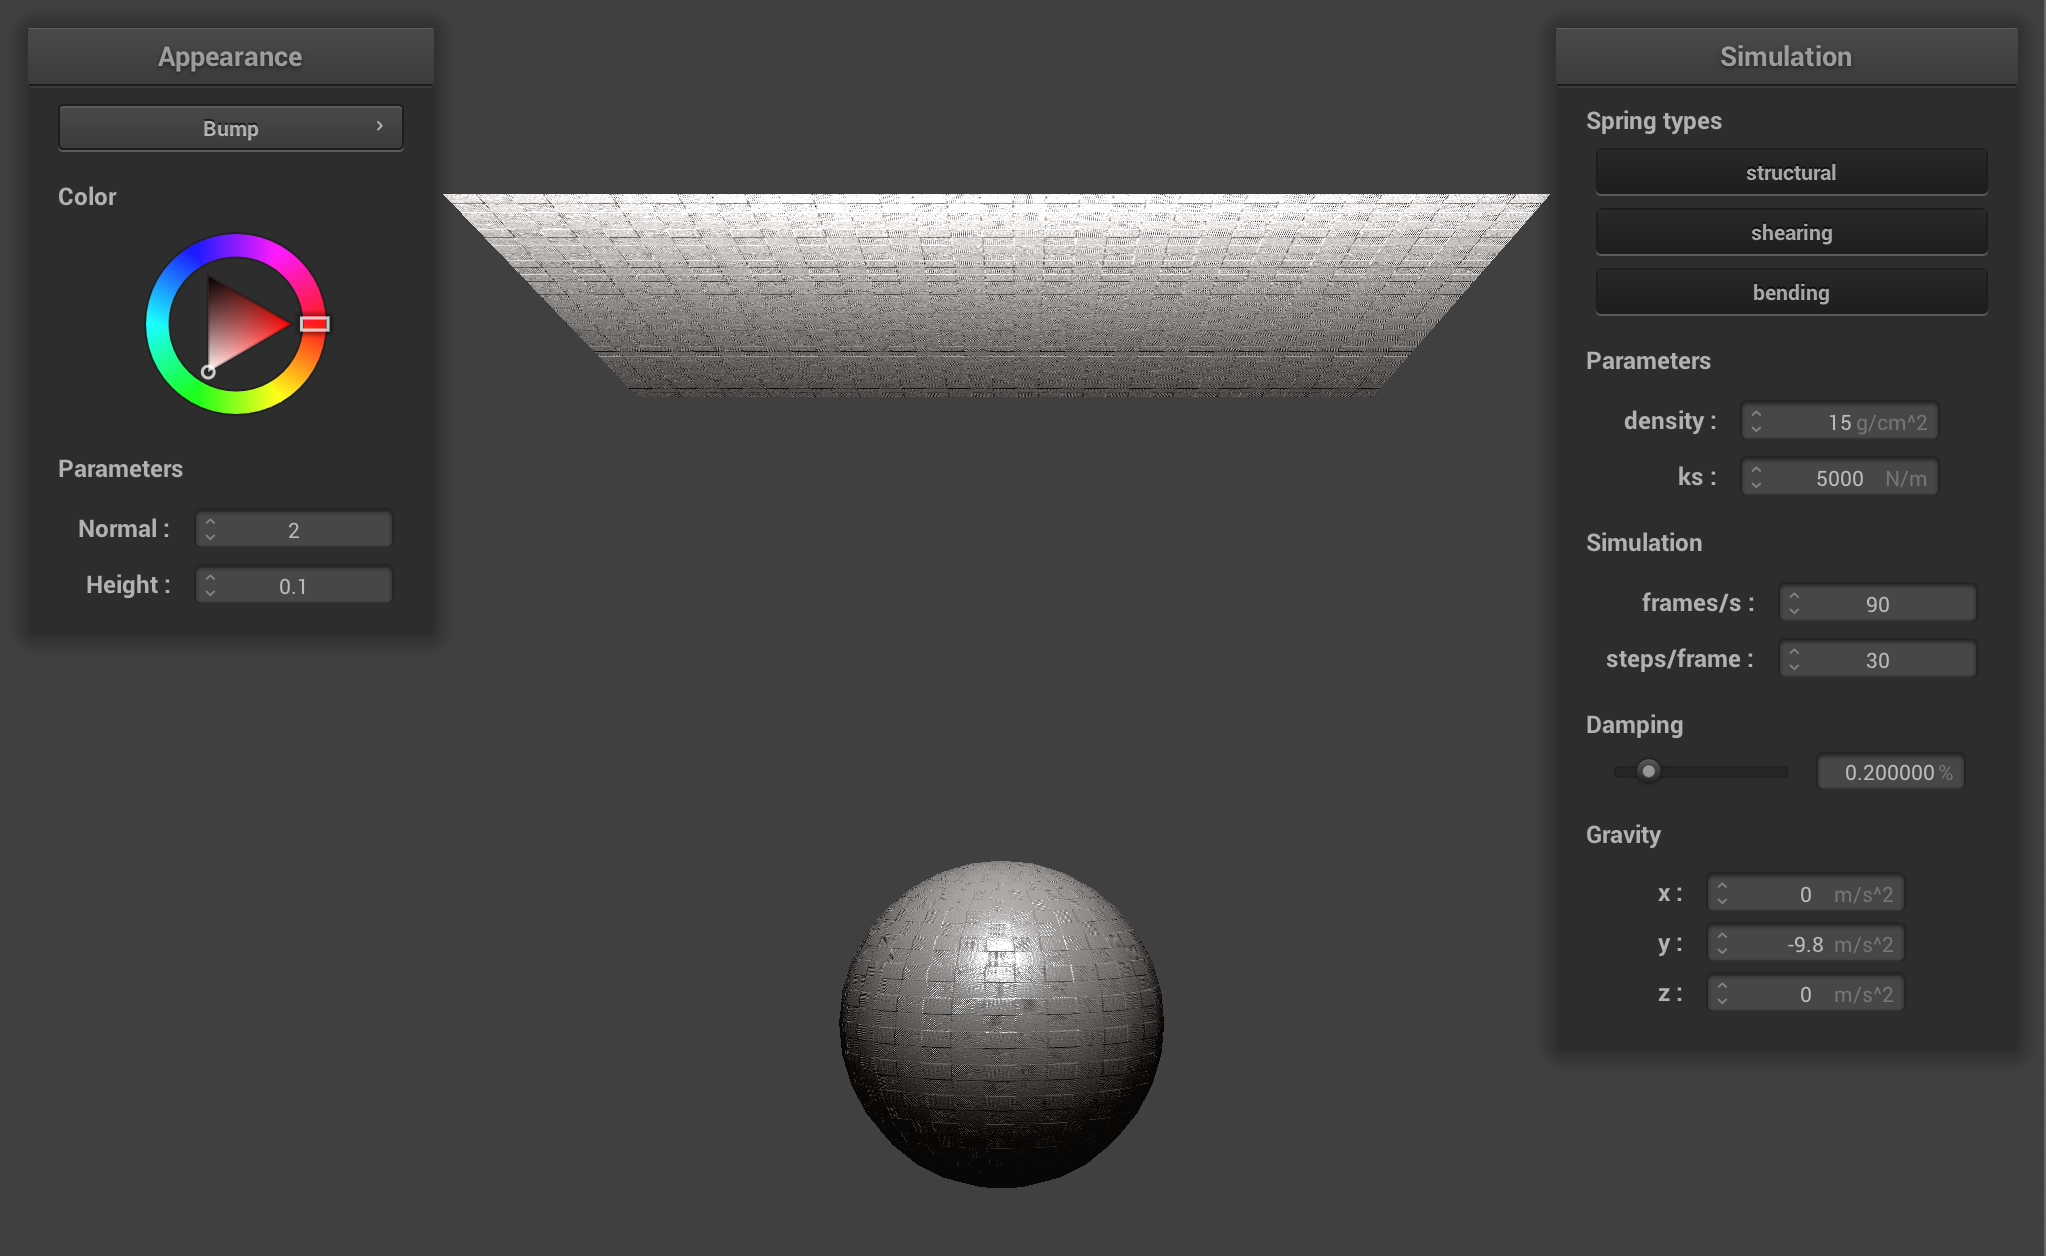 Appearance
Bump
Color
Parameters
Normal : 2
Height : 0.1
Simulation
Spring types
structural
shearing
bending
Parameters
density : 15 g/cm^2
ks : 5000 N/m
Simulation
frames/s : 90
steps/frame : 30
Damping
0.200000 %
Gravity
x : 0 m/s^2
y : -9.8 m/s^2
z : 0 m/s^2